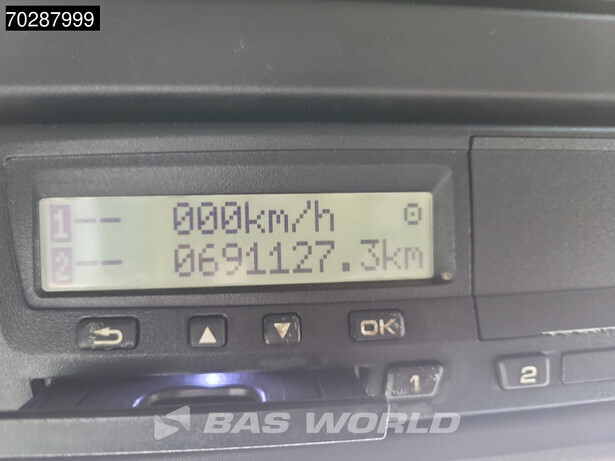 70287999
1 -- 000km/h
2 -- 0691127.3km
OK
1
2
BAS WORLD